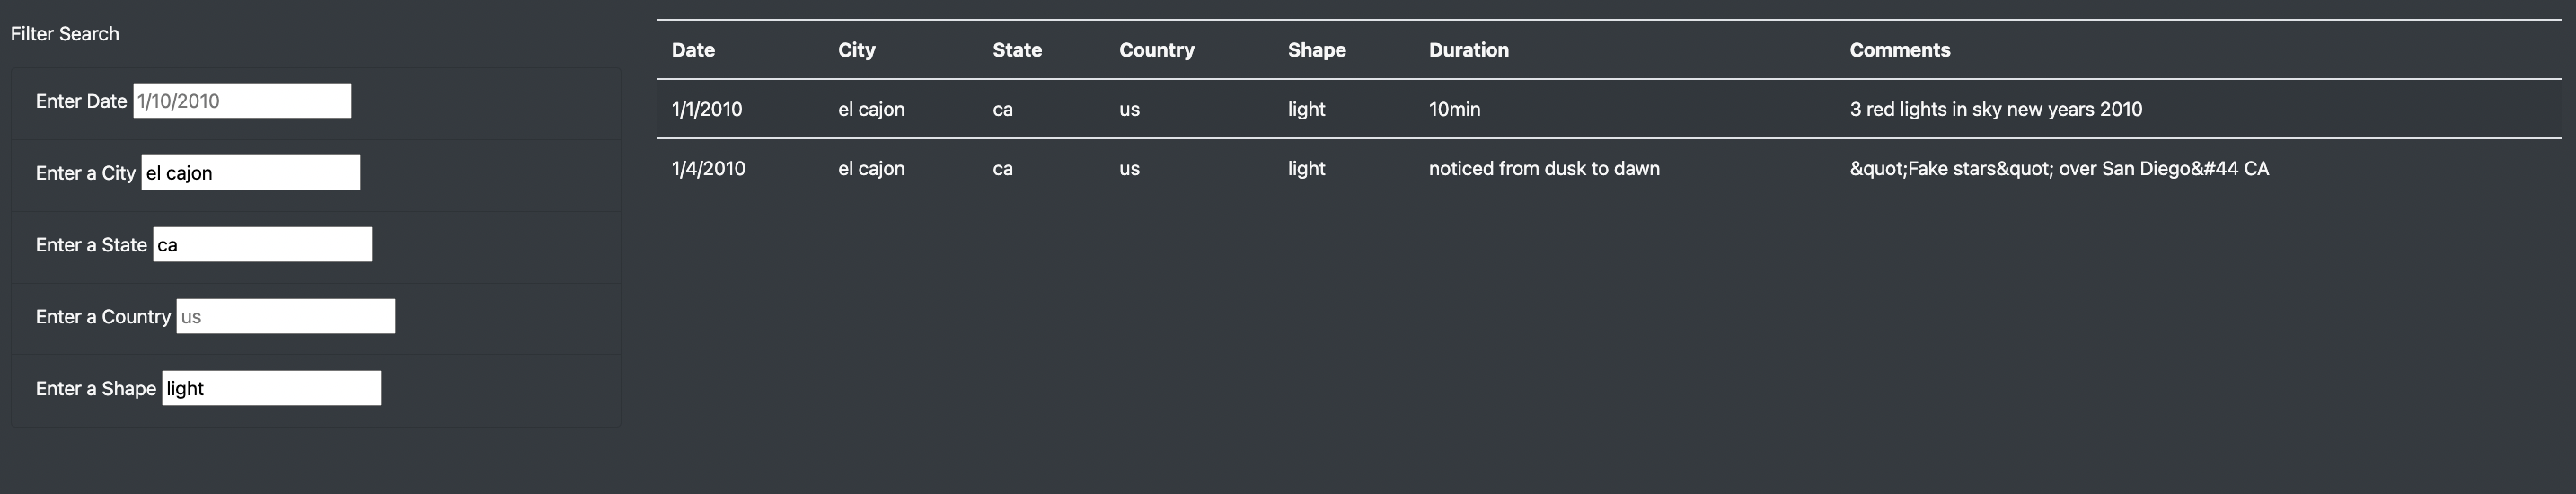 Filter Search
Enter Date 1/10/2010
Enter a City el cajon
Enter a State ca
Enter a Country us
Enter a Shape light
Date City State Country Shape Duration Comments
1/1/2010 el cajon ca us light 10min 3 red lights in sky new years 2010
1/4/2010 el cajon ca us light noticed from dusk to dawn &quot;Fake stars&quot; over San Diego&#44 CA